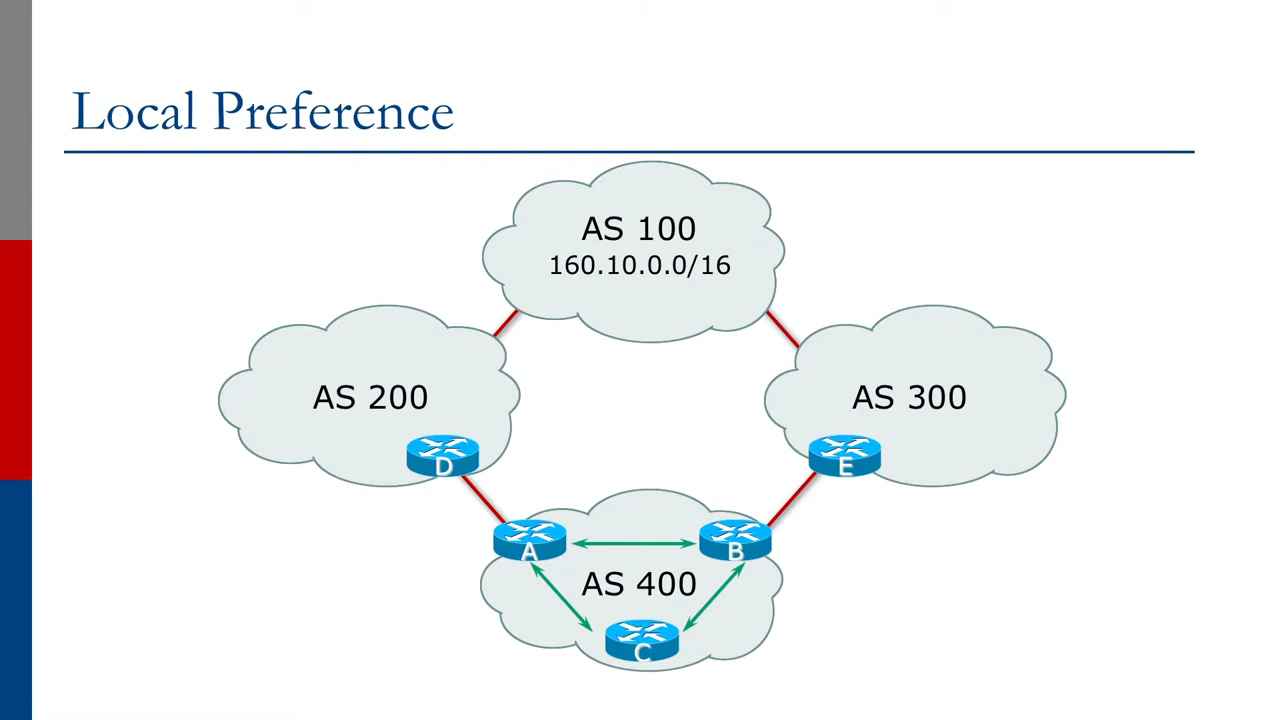 Local Preference
AS 100
160.10.0.0/16
AS 200
AS 300
D
E
A
B
AS 400
C